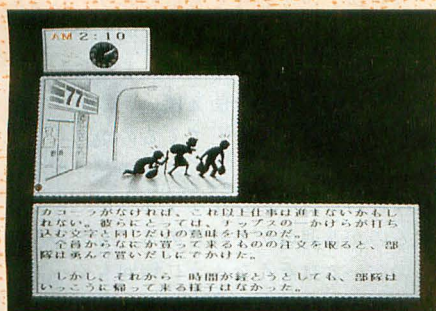 AM 2:10
77
カコーラがなければ、これ以上仕事は進まないかもし
れない。彼らにとっては、チップスの かけらが打ち
込む文字と同じだけの意味を持つのだ。
全員からなにか買って来るものの注文を取ると、部
隊は勇んで買いだしにでかけた。
しかし、それから一時間が経とうとしても、部隊は
いっこうに帰って来る様子はなかった。